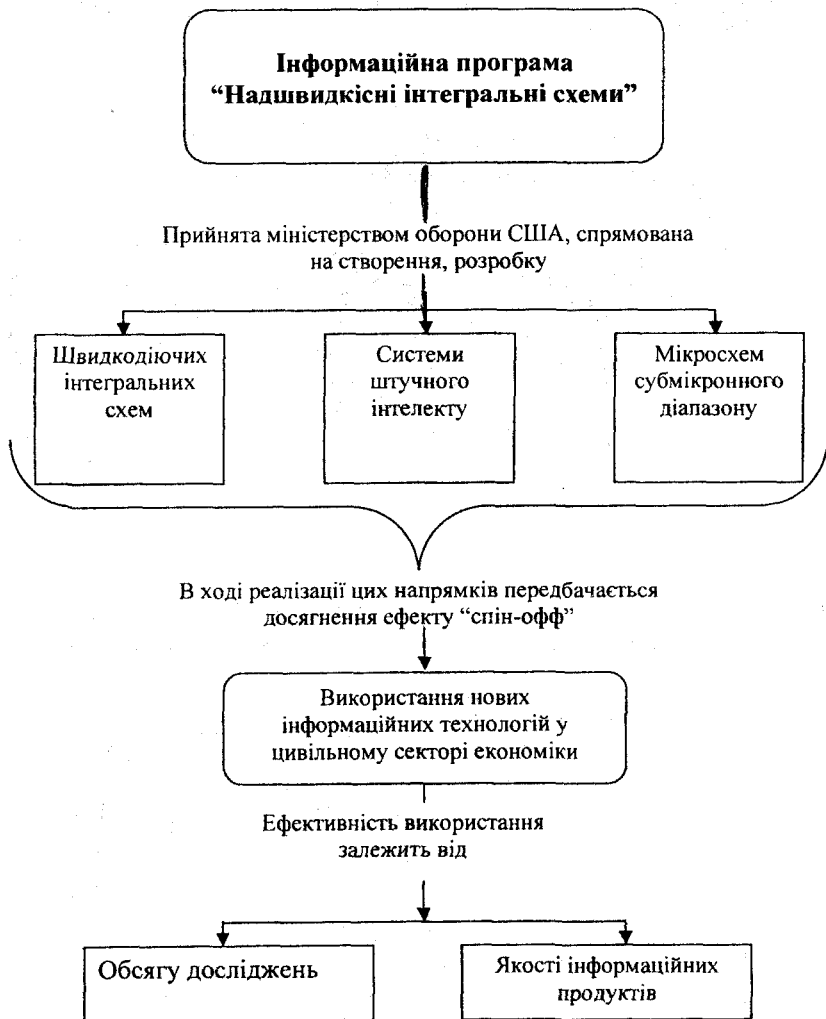 Інформаційна програма
“Надшвидкісні інтегральні схеми”
Прийнята міністерством оборони США, спрямована
на створення, розробку
Швидкодіючих
інтегральних
схем
Системи
штучного
інтелекту
Мікросхем
субмікронного
діапазону
В ході реалізації цих напрямків передбачається
досягнення ефекту “спін-офф”
Використання нових
інформаційних технологій у
цивільному секторі економіки
Ефективність використання
залежить від
Обсягу досліджень
Якості інформаційних
продуктів